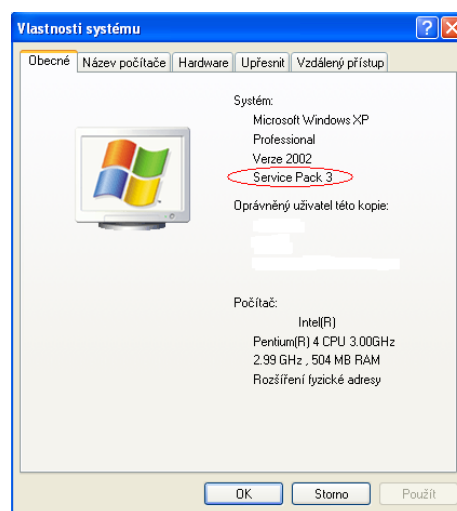 Vlastnosti systému
Obecné Název počítače Hardware Upřesnit Vzdálený přístup
Systém:
Microsoft Windows XP
Professional
Verze 2002
Service Pack 3
Oprávněný uživatel této kopie:
Počítač:
Intel(R)
Pentium(R) 4 CPU 3.00GHz
2.99 GHz , 504 MB RAM
Rozšíření fyzické adresy
OK Storno Použít